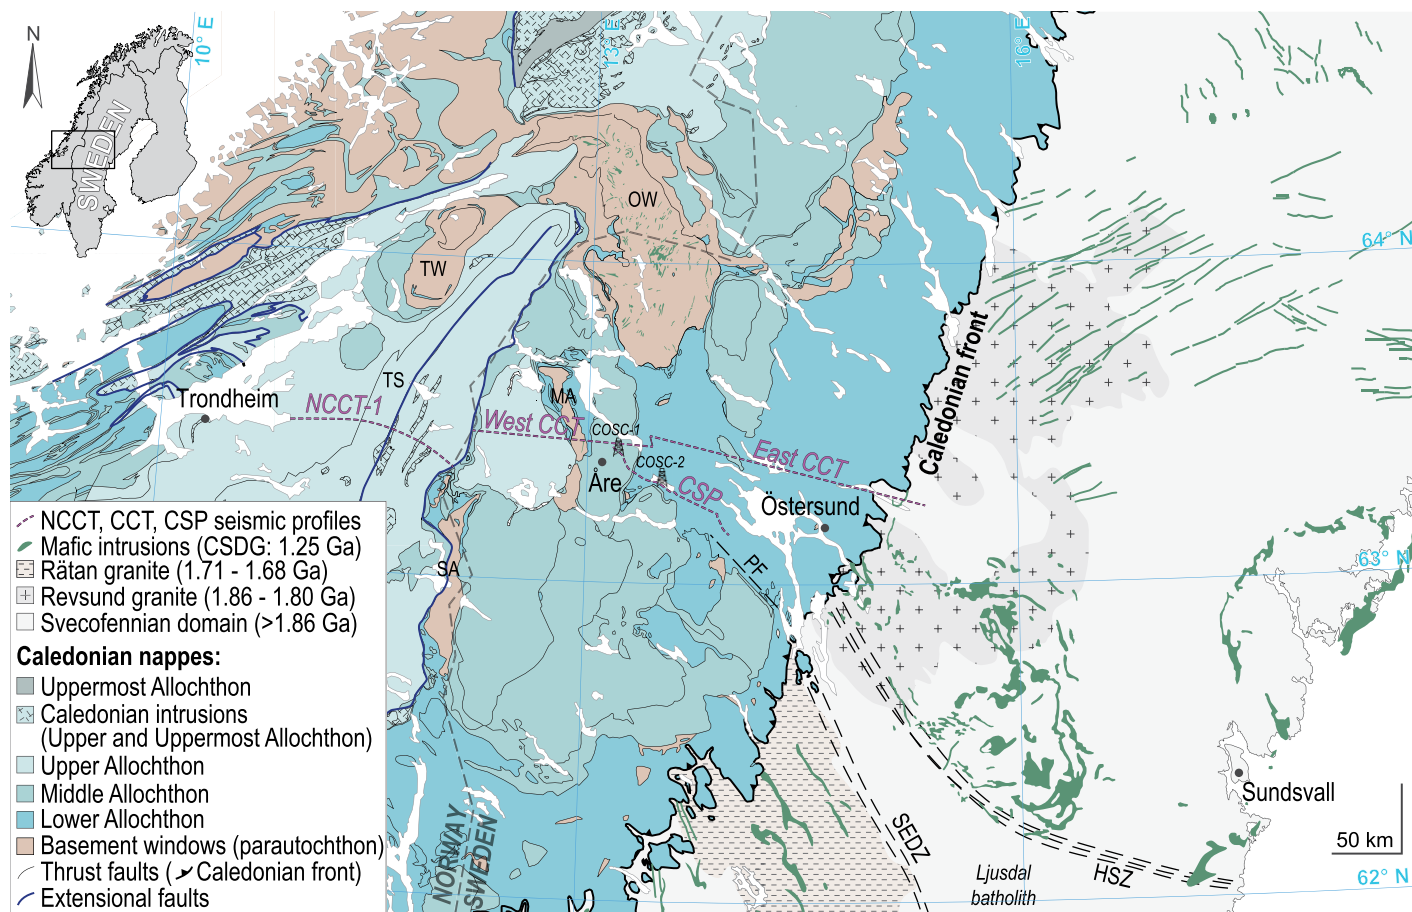 N
SWEDEN
10° E
13° E
16° E
64° N
63° N
62° N
OW
TW
TS
MA
SA
Trondheim
NCCT-1
West CCT
COSC-1
COSC-2
Åre
CSP
East CCT
Östersund
Caledonian front
PF
SEDZ
HSZ
Ljusdal
batholith
Sundsvall
50 km
NORWAY
SWEDEN
NCCT, CCT, CSP seismic profiles
Mafic intrusions (CSDG: 1.25 Ga)
Rätan granite (1.71 - 1.68 Ga)
Revsund granite (1.86 - 1.80 Ga)
Svecofennian domain (>1.86 Ga)
Caledonian nappes:
Uppermost Allochthon
Caledonian intrusions
(Upper and Uppermost Allochthon)
Upper Allochthon
Middle Allochthon
Lower Allochthon
Basement windows (parautochthon)
Thrust faults ( Caledonian front)
Extensional faults